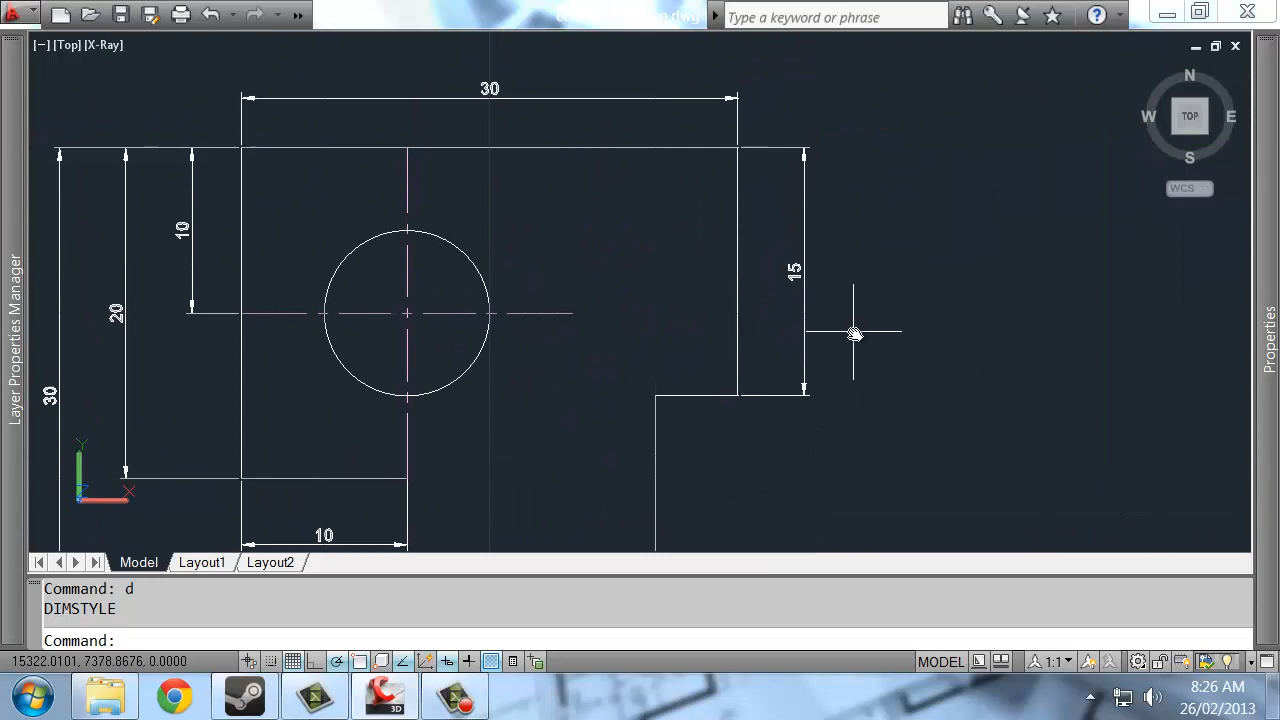 .dwg
Type a keyword or phrase
[−] [Top] [X-Ray]
N
W TOP E
S
WCS
30
10
20
15
30
10
Y
X
Z
Layer Properties Manager
Properties
Model Layout1 Layout2
Command: d
DIMSTYLE
Command:
15322.0101, 7378.8676, 0.0000
MODEL
1:1
3D
8:26 AM
26/02/2013